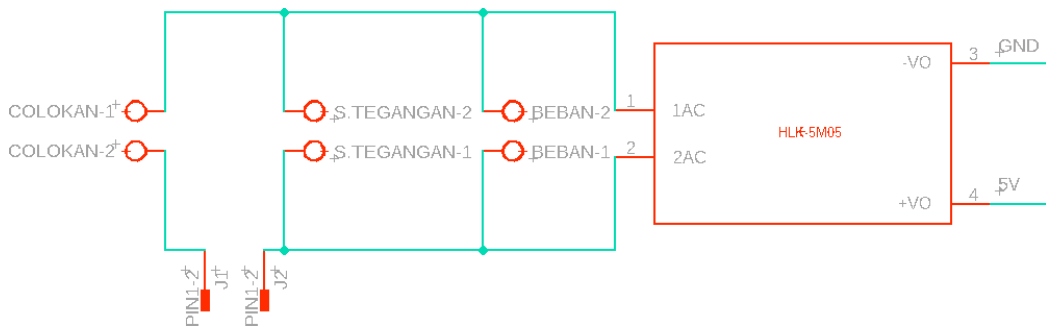 GND
3
-VO
COLOKAN-1
S.TEGANGAN-2
BEBAN-2
1
1AC
HLK-5M05
COLOKAN-2
S.TEGANGAN-1
BEBAN-1
2
2AC
5V
4
+VO
PIN1-2
J1
PIN1-2
J2